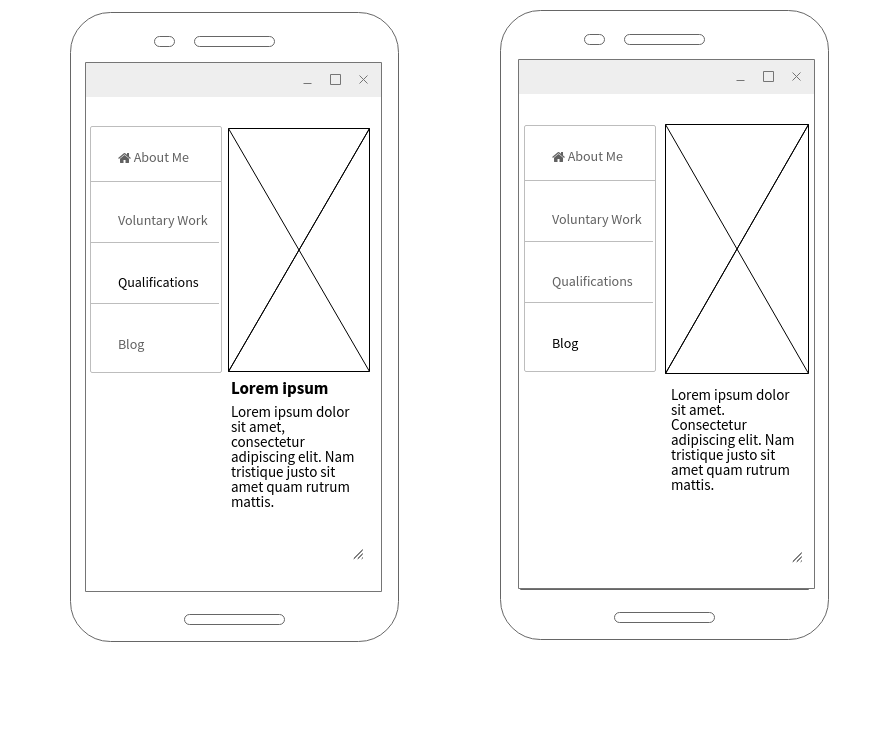 About Me
Voluntary Work
Qualifications
Blog
Lorem ipsum
Lorem ipsum dolor
sit amet,
consectetur
adipiscing elit. Nam
tristique justo sit
amet quam rutrum
mattis.
About Me
Voluntary Work
Qualifications
Blog
Lorem ipsum dolor
sit amet.
Consectetur
adipiscing elit. Nam
tristique justo sit
amet quam rutrum
mattis.